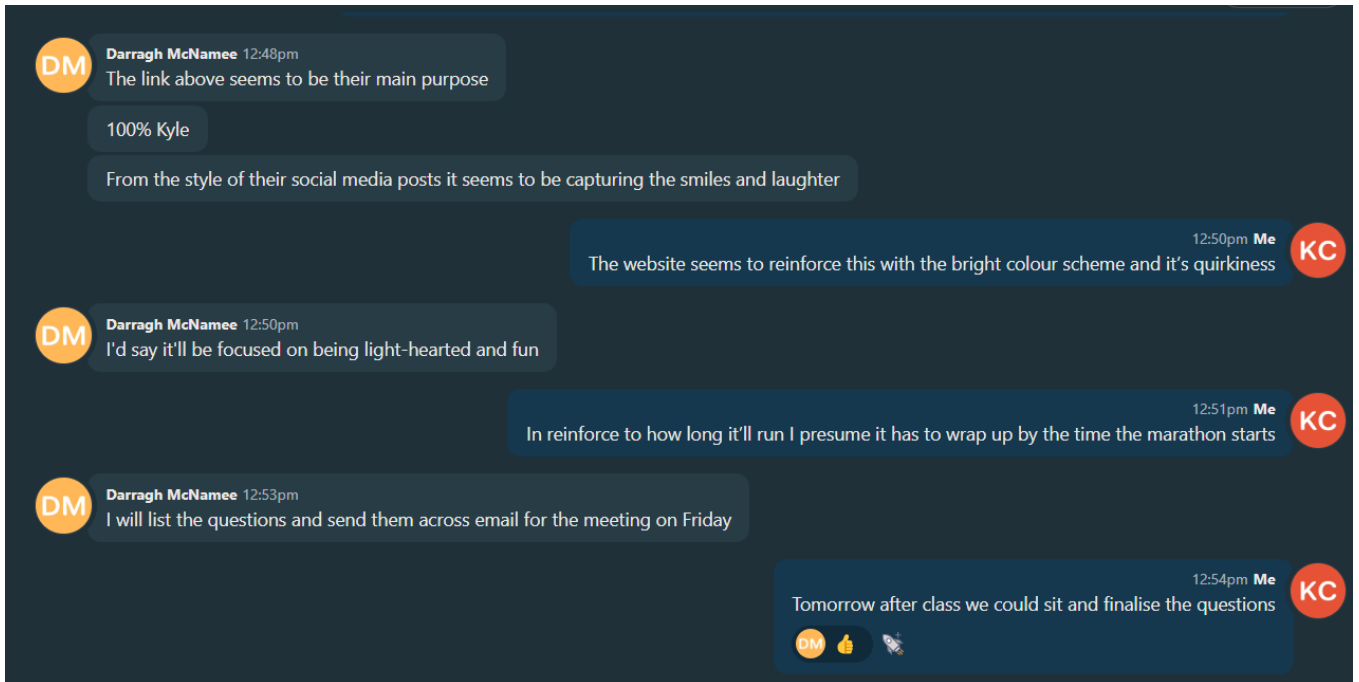 DM
Darragh McNamee 12:48pm
The link above seems to be their main purpose
100% Kyle
From the style of their social media posts it seems to be capturing the smiles and laughter
12:50pm Me
KC
The website seems to reinforce this with the bright colour scheme and it's quirkiness
DM
Darragh McNamee 12:50pm
I'd say it'll be focused on being light-hearted and fun
12:51pm Me
KC
In reinforce to how long it'll run I presume it has to wrap up by the time the marathon starts
DM
Darragh McNamee 12:53pm
I will list the questions and send them across email for the meeting on Friday
12:54pm Me
KC
Tomorrow after class we could sit and finalise the questions
DM 👍 🚀